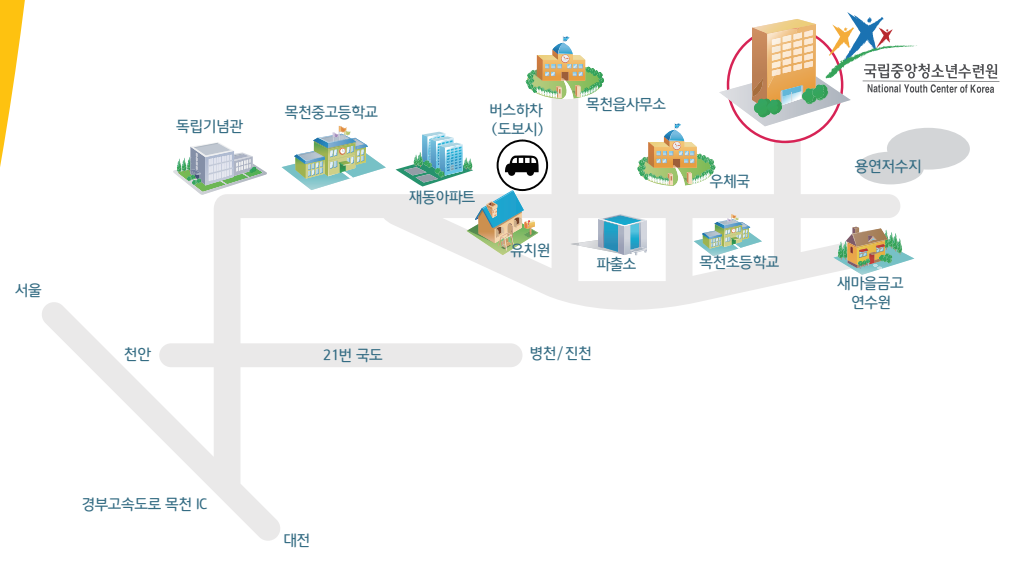 국립중앙청소년수련원
National Youth Center of Korea
목천읍사무소
버스하차
(도보시)
목천중고등학교
독립기념관
용연저수지
우체국
재동아파트
유치원
파출소
목천초등학교
새마을금고
연수원
서울
천안
21번 국도
병천/진천
경부고속도로 목천 IC
대전